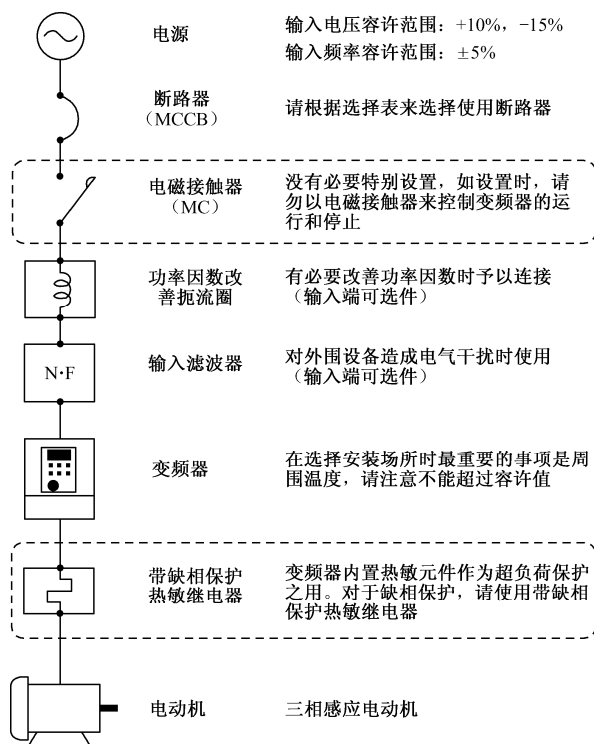 电源
输入电压容许范围：+10%，−15%
输入频率容许范围：±5%
断路器
（MCCB）
请根据选择表来选择使用断路器
电磁接触器
（MC）
没有必要特别设置，如设置时，请
勿以电磁接触器来控制变频器的运
行和停止
功率因数改
善扼流圈
有必要改善功率因数时予以连接
（输入端可选件）
N·F
输入滤波器
对外围设备造成电气干扰时使用
（输入端可选件）
变频器
在选择安装场所时最重要的事项是周
围温度，请注意不能超过容许值
带缺相保护
热敏继电器
变频器内置热敏元件作为超负荷保护
之用。对于缺相保护，请使用带缺相
保护热敏继电器
电动机
三相感应电动机